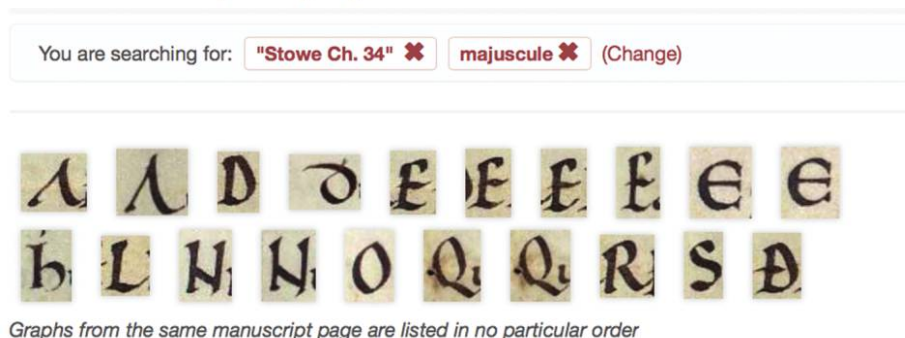 You are searching for: "Stowe Ch. 34" ✖ majuscule ✖ (Change)
Λ Λ D ð E E E E E E
h L N N O Q Q R S Ð
Graphs from the same manuscript page are listed in no particular order